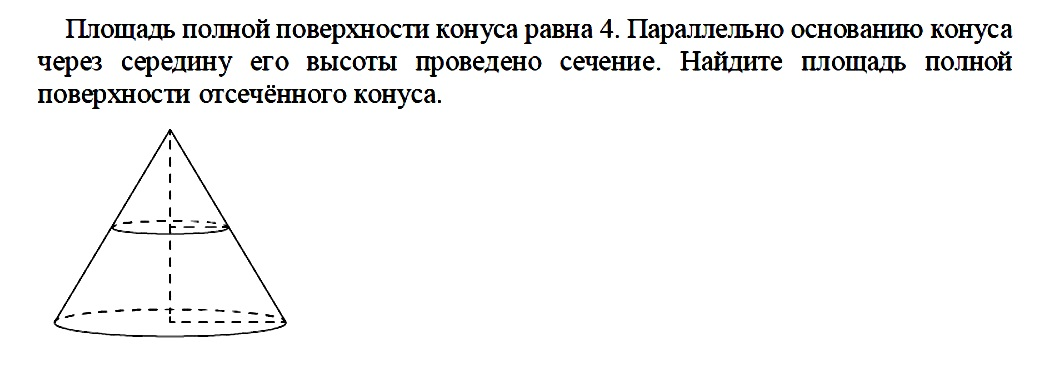 Площадь полной поверхности конуса равна 4. Параллельно основанию конуса
через середину его высоты проведено сечение. Найдите площадь полной
поверхности отсечённого конуса.